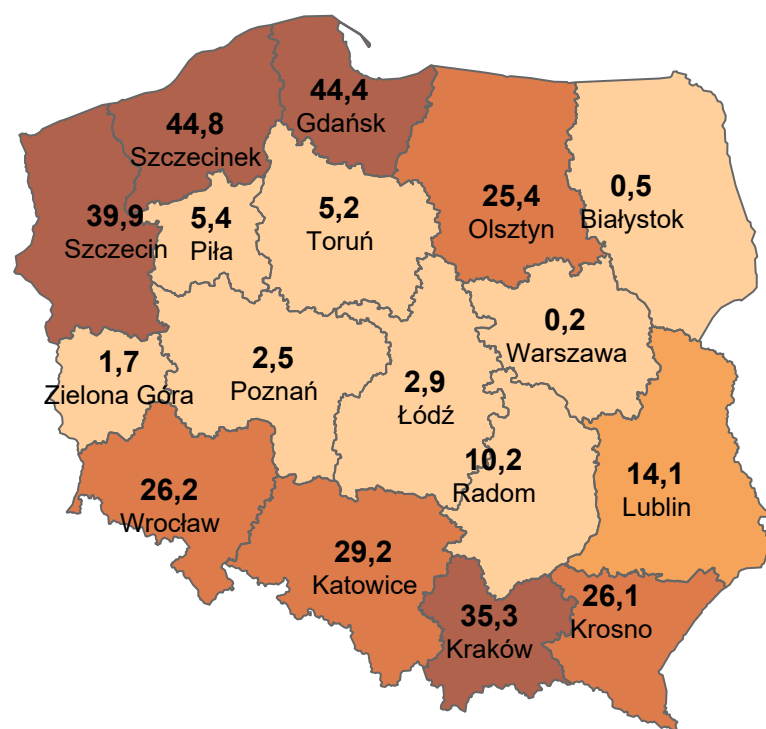 44,8
Szczecinek
44,4
Gdańsk
39,9
Szczecin
5,4
Piła
5,2
Toruń
25,4
Olsztyn
0,5
Białystok
1,7
Zielona Góra
2,5
Poznań
2,9
Łódź
0,2
Warszawa
26,2
Wrocław
29,2
Katowice
10,2
Radom
14,1
Lublin
35,3
Kraków
26,1
Krosno